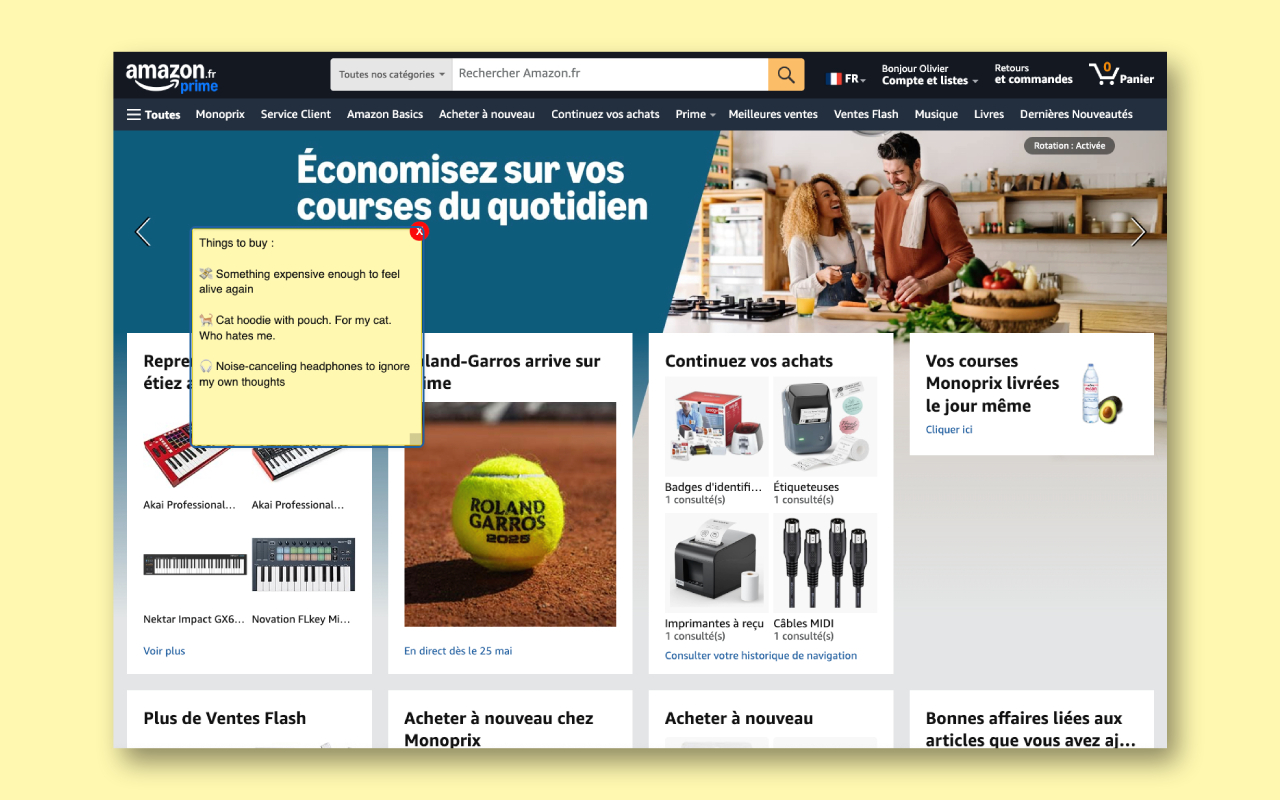 amazon.fr
prime
Toutes nos catégories
Rechercher Amazon.fr
FR
Bonjour Olivier
Compte et listes
Retours
et commandes
0
Panier
Toutes
Monoprix
Service Client
Amazon Basics
Acheter à nouveau
Continuez vos achats
Prime
Meilleures ventes
Ventes Flash
Musique
Livres
Dernières Nouveautés
Économisez sur vos
courses du quotidien
Rotation : Activée
X
Things to buy :
💸 Something expensive enough to feel
alive again
🐈 Cat hoodie with pouch. For my cat.
Who hates me.
🎧 Noise-canceling headphones to ignore
my own thoughts
Repre
étiez a
Akai Professional…
Akai Professional…
Nektar Impact GX6…
Novation FLkey Mi…
Voir plus
land-Garros arrive sur
ime
ROLAND
GARROS
2025
En direct dès le 25 mai
Continuez vos achats
Badges d'identifi…
1 consulté(s)
Étiqueteuses
1 consulté(s)
Imprimantes à reçu
1 consulté(s)
Câbles MIDI
1 consulté(s)
Consulter votre historique de navigation
Vos courses
Monoprix livrées
le jour même
Cliquer ici
Plus de Ventes Flash
Acheter à nouveau chez
Monoprix
Acheter à nouveau
Bonnes affaires liées aux
articles que vous avez aj…